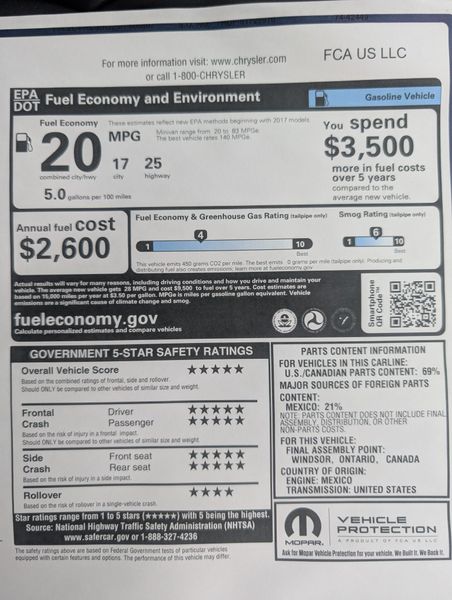 For more information visit: www.chrysler.com
or call 1-800-CHRYSLER
FCA US LLC
EPA
DOT
Fuel Economy and Environment
Gasoline Vehicle
Fuel Economy
These estimates reflect new EPA methods beginning with 2017 models.
20
MPG
Minivan range from 20 to 83 MPGe.
The best vehicle rates 140 MPGe.
17
25
combined city/hwy
city
highway
5.0 gallons per 100 miles
You spend
$3,500
more in fuel costs
over 5 years
compared to the
average new vehicle.
Annual fuel cost
$2,600
Fuel Economy & Greenhouse Gas Rating (tailpipe only)
Smog Rating (tailpipe only)
4
1
10
Best
6
1
10
Best
This vehicle emits 450 grams CO2 per mile. The best emits 0 grams per mile (tailpipe only). Producing and
distributing fuel also creates emissions; learn more at fueleconomy.gov
Actual results will vary for many reasons, including driving conditions and how you drive and maintain your
vehicle. The average new vehicle gets 28 MPG and cost $9,500 to fuel over 5 years. Cost estimates are
based on 15,000 miles per year at $3.50 per gallon. MPGe is miles per gasoline gallon equivalent. Vehicle
emissions are a significant cause of climate change and smog.
fueleconomy.gov
Calculate personalized estimates and compare vehicles
Smartphone
QR Code™
GOVERNMENT 5-STAR SAFETY RATINGS
Overall Vehicle Score ★★★★★
Based on the combined ratings of frontal, side and rollover.
Should ONLY be compared to other vehicles of similar size and weight.
Frontal Driver ★★★★★
Crash Passenger ★★★★★
Based on the risk of injury in a frontal impact.
Should ONLY be compared to other vehicles of similar size and weight.
Side Front seat ★★★★★
Crash Rear seat ★★★★★
Based on the risk of injury in a side impact.
Rollover ★★★★
Based on the risk of rollover in a single-vehicle crash.
Star ratings range from 1 to 5 stars (★★★★★) with 5 being the highest.
Source: National Highway Traffic Safety Administration (NHTSA)
www.safercar.gov or 1-888-327-4236
The safety ratings above are based on Federal Government tests of particular vehicles
equipped with certain features and options. The performance of this vehicle may differ.
PARTS CONTENT INFORMATION
FOR VEHICLES IN THIS CARLINE:
U.S./CANADIAN PARTS CONTENT: 69%
MAJOR SOURCES OF FOREIGN PARTS
CONTENT:
MEXICO: 21%
NOTE: PARTS CONTENT DOES NOT INCLUDE FINAL
ASSEMBLY, DISTRIBUTION, OR OTHER
NON-PARTS COSTS.
FOR THIS VEHICLE:
FINAL ASSEMBLY POINT:
WINDSOR, ONTARIO, CANADA
COUNTRY OF ORIGIN:
ENGINE: MEXICO
TRANSMISSION: UNITED STATES
MOPAR.
VEHICLE
PROTECTION
A PRODUCT OF FCA US LLC
Ask for Mopar Vehicle Protection for your vehicle. We Built It. We Back It.